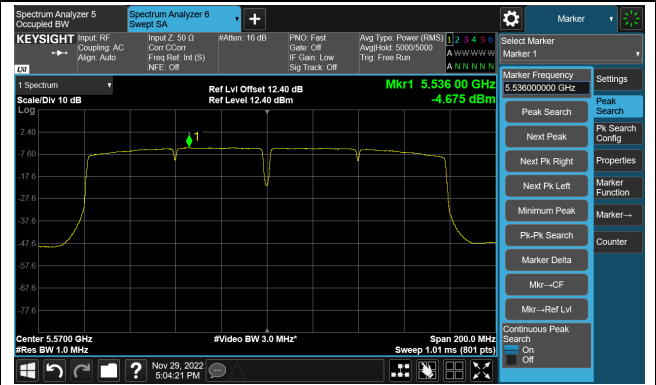 Spectrum Analyzer 5
Occupied BW
Spectrum Analyzer 6
Swept SA
Marker
KEYSIGHT
Input: RF
Coupling: AC
Align: Auto
Input Z: 50 Ω
Corr CCorr
Freq Ref: Int (S)
NFE: Off
#Atten: 16 dB
PNO: Fast
Gate: Off
IF Gain: Low
Sig Track: Off
Avg Type: Power (RMS)
Avg|Hold: 5000/5000
Trig: Free Run
1 2 3 4 5 6
A W W W W W
A N N N N N
LXI
Select Marker
Marker 1
1 Spectrum
Scale/Div 10 dB
Ref Lvl Offset 12.40 dB
Ref Level 12.40 dBm
Mkr1 5.536 00 GHz
-4.675 dBm
Log
2.40
-7.60
-17.6
-27.6
-37.6
-47.6
-57.6
-67.6
-77.6
1
Center 5.5700 GHz
#Res BW 1.0 MHz
#Video BW 3.0 MHz*
Span 200.0 MHz
Sweep 1.01 ms (801 pts)
Marker Frequency
5.536000000 GHz
Peak Search
Next Peak
Next Pk Right
Next Pk Left
Minimum Peak
Pk-Pk Search
Marker Delta
Mkr→CF
Mkr→Ref Lvl
Continuous Peak
Search
On
Off
Settings
Peak
Search
Pk Search
Config
Properties
Marker
Function
Marker→
Counter
?
Nov 29, 2022
5:04:21 PM